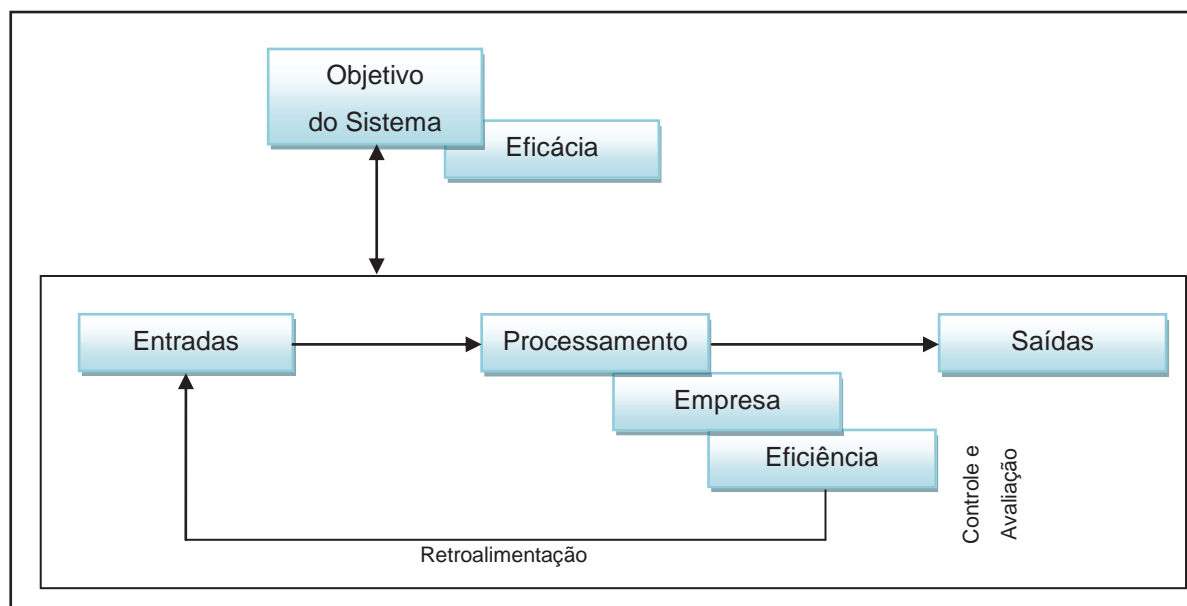 Objetivo
do Sistema
Eficácia
Entradas
Processamento
Saídas
Empresa
Eficiência
Controle e
Avaliação
Retroalimentação